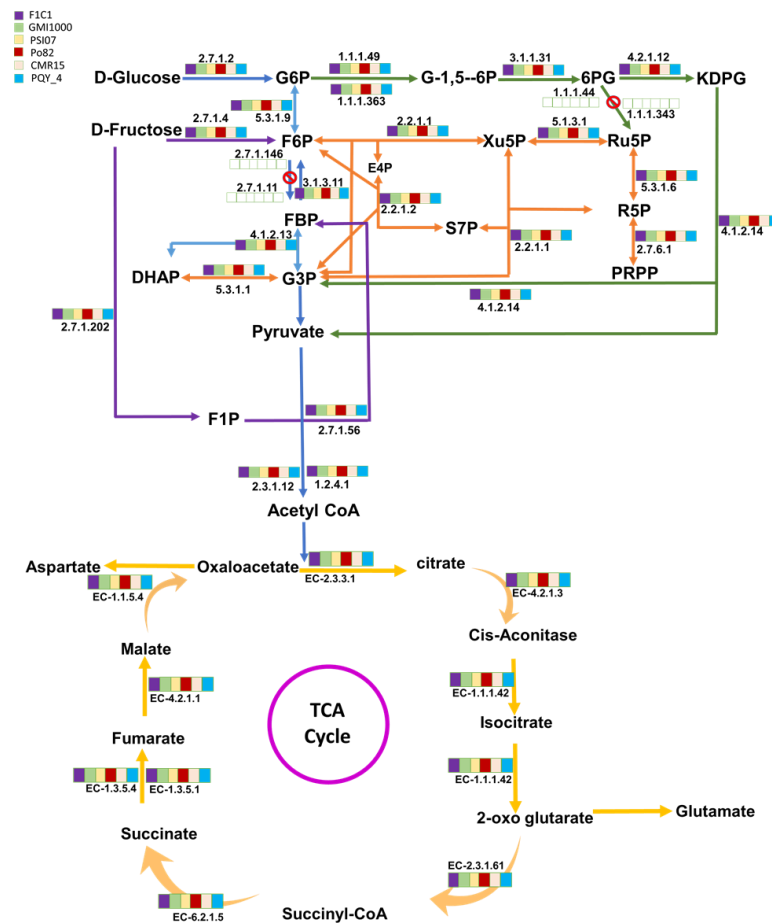 F1C1
GMI1000
PSI07
Po82
CMR15
PQY_4
2.7.1.2
1.1.1.49
3.1.1.31
4.2.1.12
D-Glucose
G6P
G-1,5--6P
6PG
KDPG
1.1.1.363
1.1.1.44
1.1.1.343
5.3.1.9
D-Fructose
2.7.1.4
F6P
2.2.1.1
Xu5P
5.1.3.1
Ru5P
2.7.1.146
E4P
3.1.3.11
5.3.1.6
2.7.1.11
2.2.1.2
FBP
S7P
R5P
4.1.2.13
2.2.1.1
2.7.6.1
4.1.2.14
DHAP
G3P
PRPP
5.3.1.1
4.1.2.14
2.7.1.202
Pyruvate
F1P
2.7.1.56
2.3.1.12
1.2.4.1
Acetyl CoA
Aspartate
Oxaloacetate
citrate
EC-2.3.3.1
EC-1.1.5.4
EC-4.2.1.3
Cis-Aconitase
Malate
EC-4.2.1.1
EC-1.1.1.42
TCA
Cycle
Isocitrate
Fumarate
EC-1.3.5.4
EC-1.3.5.1
EC-1.1.1.42
2-oxo glutarate
Glutamate
Succinate
EC-2.3.1.61
EC-6.2.1.5
Succinyl-CoA